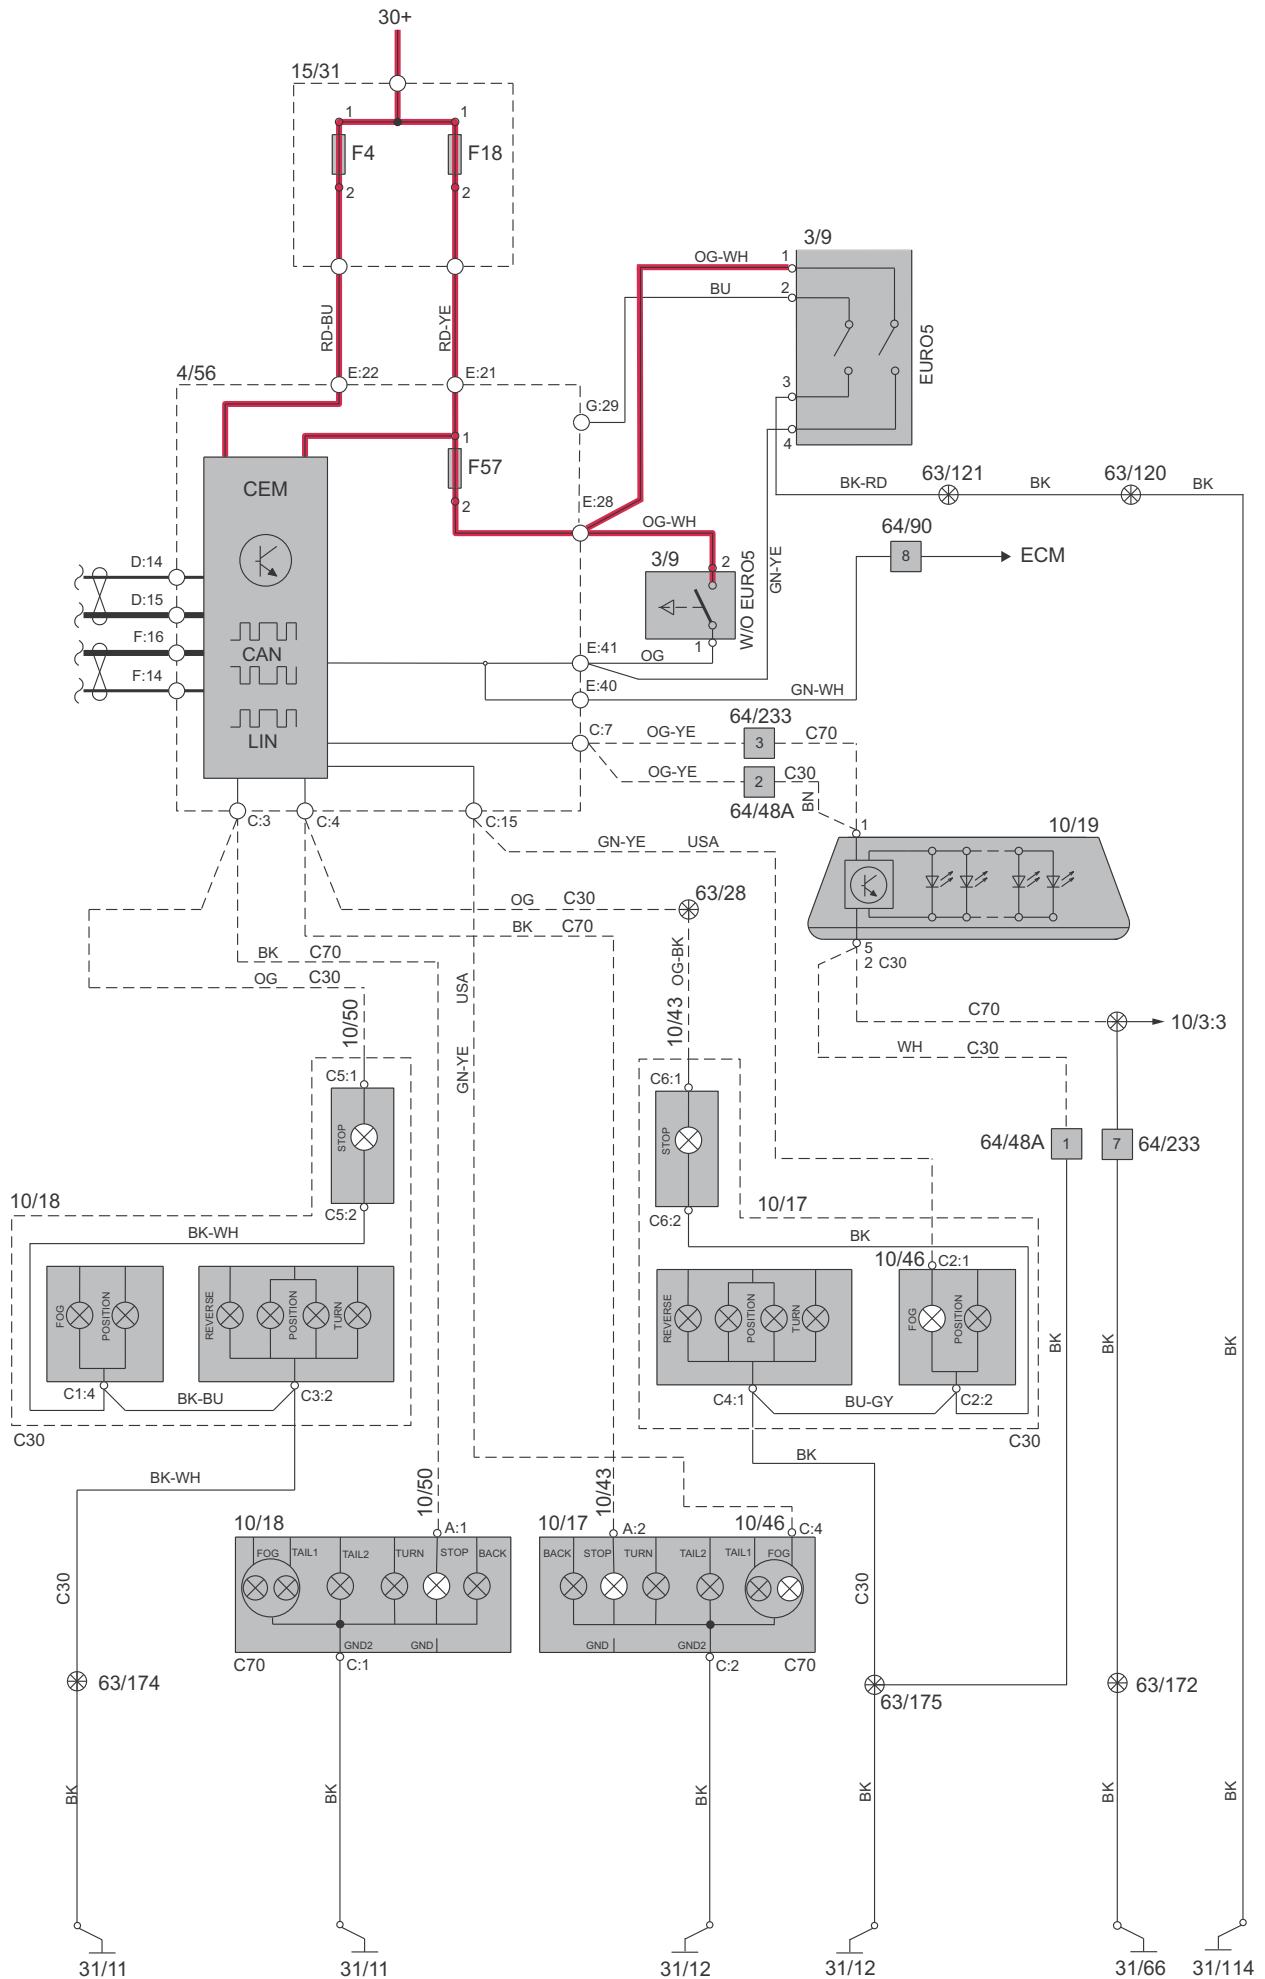 30+
15/31
1
1
F4
F18
2
2
3/9
OG-WH
1
BU
2
RD-BU
RD-YE
EURO5
4/56
E:22
E:21
3
G:29
1
4
F57
63/121
63/120
CEM
BK-RD
BK
BK
2
E:28
OG-WH
64/90
3/9
2
8
ECM
D:14
W/O EURO5
GN-YE
D:15
F:16
CAN
1
E:41
OG
F:14
E:40
GN-WH
LIN
C:7
OG-YE
64/233
3
C70
OG-YE
2
C30
64/48A
BN
C:3
C:4
C:15
1
10/19
GN-YE
USA
OG
C30
63/28
BK
C70
5
2 C30
BK
C70
OG
C30
USA
OG-BK
10/50
10/43
C70
10/3:3
WH
C30
GN-YE
C5:1
C6:1
STOP
STOP
64/48A
1
7
64/233
10/18
C5:2
C6:2
10/17
BK-WH
BK
10/46
C2:1
FOG
POSITION
REVERSE
POSITION
TURN
REVERSE
POSITION
TURN
FOG
POSITION
BK
BK
BK
C1:4
BK-BU
C3:2
C4:1
BU-GY
C2:2
C30
C30
BK-WH
BK
10/50
10/43
10/18
A:1
10/17
A:2
10/46
C:4
FOG
TAIL1
TAIL2
TURN
STOP
BACK
BACK
STOP
TURN
TAIL2
TAIL1
FOG
C30
C30
GND2
GND
GND
GND2
C70
C:1
C:2
C70
63/174
63/175
63/172
BK
BK
BK
BK
BK
BK
31/11
31/11
31/12
31/12
31/66
31/114